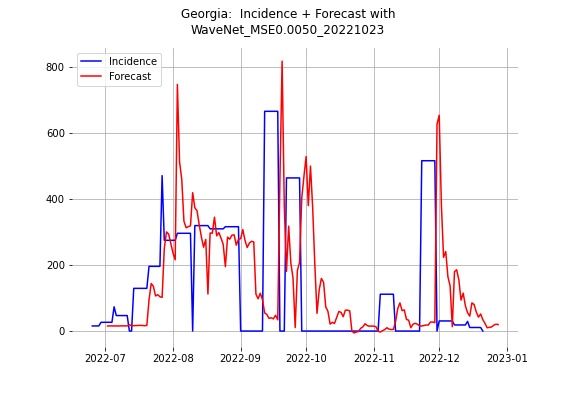 Georgia:  Incidence + Forecast with
WaveNet_MSE0.0050_20221023
Incidence
Forecast
800
600
400
200
0
2022-07 2022-08 2022-09 2022-10 2022-11 2022-12 2023-01